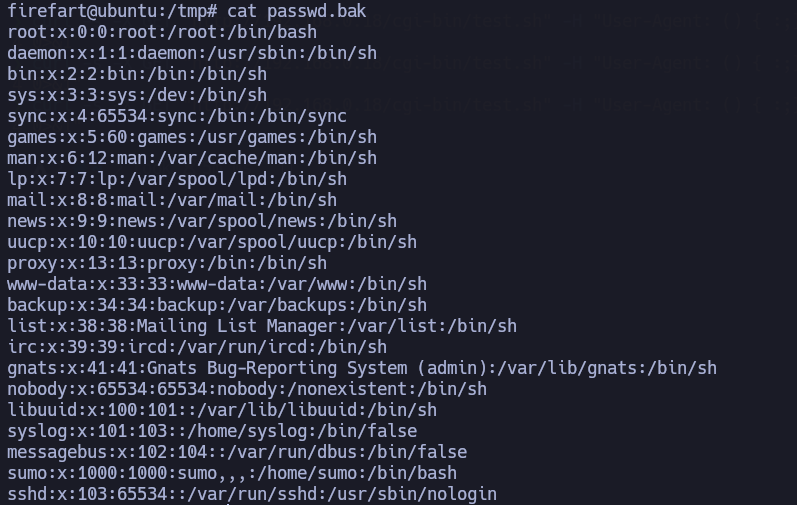 firefart@ubuntu:/tmp# cat passwd.bak
root:x:0:0:root:/root:/bin/bash
daemon:x:1:1:daemon:/usr/sbin:/bin/sh
bin:x:2:2:bin:/bin:/bin/sh
sys:x:3:3:sys:/dev:/bin/sh
sync:x:4:65534:sync:/bin:/bin/sync
games:x:5:60:games:/usr/games:/bin/sh
man:x:6:12:man:/var/cache/man:/bin/sh
lp:x:7:7:lp:/var/spool/lpd:/bin/sh
mail:x:8:8:mail:/var/mail:/bin/sh
news:x:9:9:news:/var/spool/news:/bin/sh
uucp:x:10:10:uucp:/var/spool/uucp:/bin/sh
proxy:x:13:13:proxy:/bin:/bin/sh
www-data:x:33:33:www-data:/var/www:/bin/sh
backup:x:34:34:backup:/var/backups:/bin/sh
list:x:38:38:Mailing List Manager:/var/list:/bin/sh
irc:x:39:39:ircd:/var/run/ircd:/bin/sh
gnats:x:41:41:Gnats Bug-Reporting System (admin):/var/lib/gnats:/bin/sh
nobody:x:65534:65534:nobody:/nonexistent:/bin/sh
libuuid:x:100:101::/var/lib/libuuid:/bin/sh
syslog:x:101:103::/home/syslog:/bin/false
messagebus:x:102:104::/var/run/dbus:/bin/false
sumo:x:1000:1000:sumo,,,:/home/sumo:/bin/bash
sshd:x:103:65534::/var/run/sshd:/usr/sbin/nologin